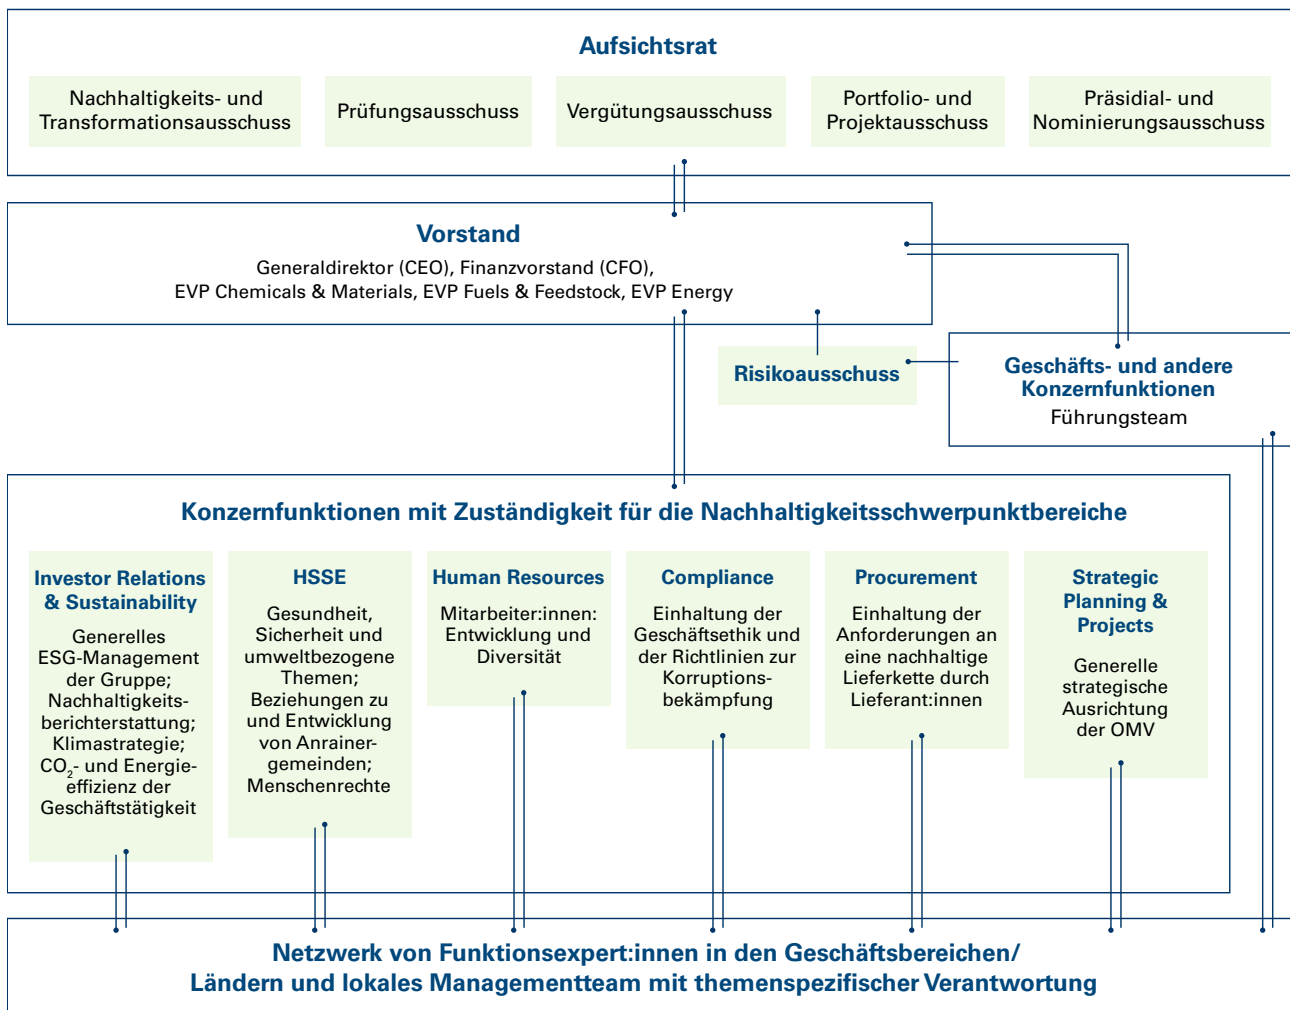 Aufsichtsrat
Nachhaltigkeits- und
Transformationsausschuss
Prüfungsausschuss
Vergütungsausschuss
Portfolio- und
Projektausschuss
Präsidial- und
Nominierungsausschuss
Vorstand
Generaldirektor (CEO), Finanzvorstand (CFO),
EVP Chemicals & Materials, EVP Fuels & Feedstock, EVP Energy
Risikoausschuss
Geschäfts- und andere
Konzernfunktionen
Führungsteam
Konzernfunktionen mit Zuständigkeit für die Nachhaltigkeitsschwerpunktbereiche
Investor Relations
& Sustainability
Generelles
ESG-Management
der Gruppe;
Nachhaltigkeits-
berichterstattung;
Klimastrategie;
CO₂- und Energie-
effizienz der
Geschäftstätigkeit
HSSE
Gesundheit,
Sicherheit und
umweltbezogene
Themen;
Beziehungen zu
und Entwicklung
von Anrainer-
gemeinden;
Menschenrechte
Human Resources
Mitarbeiter:innen:
Entwicklung und
Diversität
Compliance
Einhaltung der
Geschäftsethik und
der Richtlinien zur
Korruptions-
bekämpfung
Procurement
Einhaltung der
Anforderungen an
eine nachhaltige
Lieferkette durch
Lieferant:innen
Strategic
Planning &
Projects
Generelle
strategische
Ausrichtung
der OMV
Netzwerk von Funktionsexpert:innen in den Geschäftsbereichen/
Ländern und lokales Managementteam mit themenspezifischer Verantwortung